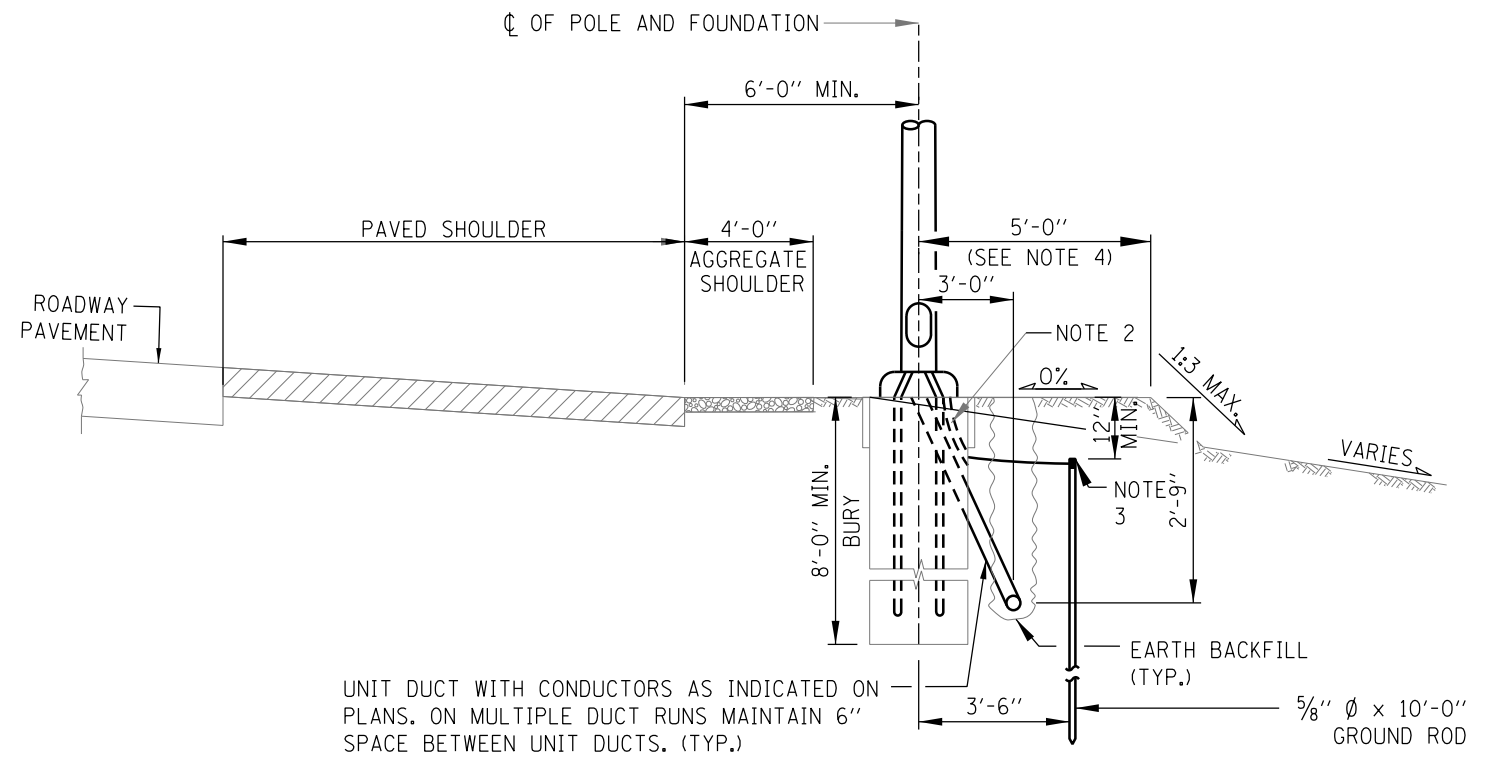 ℄ OF POLE AND FOUNDATION
6'-0" MIN.
PAVED SHOULDER
4'-0"
AGGREGATE
SHOULDER
5'-0"
(SEE NOTE 4)
3'-0"
ROADWAY
PAVEMENT
NOTE 2
0%
1:3 MAX.
12"
MIN.
VARIES
NOTE
3
2'-9"
8'-0" MIN.
BURY
EARTH BACKFILL
(TYP.)
UNIT DUCT WITH CONDUCTORS AS INDICATED ON
PLANS. ON MULTIPLE DUCT RUNS MAINTAIN 6"
SPACE BETWEEN UNIT DUCTS. (TYP.)
3'-6"
⅝" Ø x 10'-0"
GROUND ROD